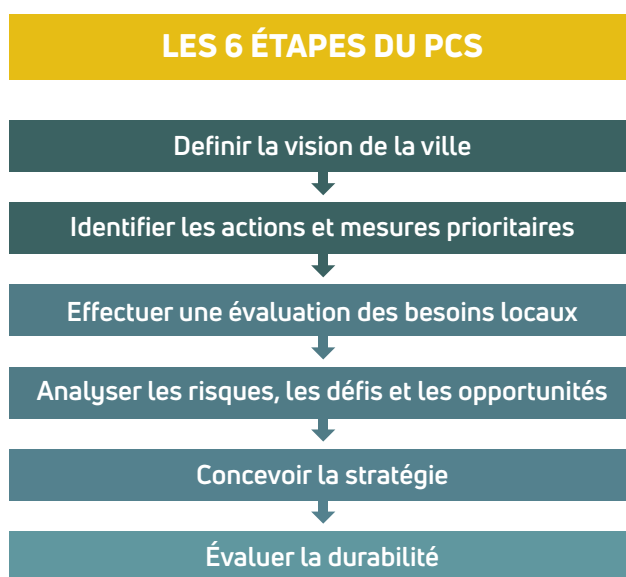 LES 6 ÉTAPES DU PCS
Definir la vision de la ville
Identifier les actions et mesures prioritaires
Effectuer une évaluation des besoins locaux
Analyser les risques, les défis et les opportunités
Concevoir la stratégie
Évaluer la durabilité